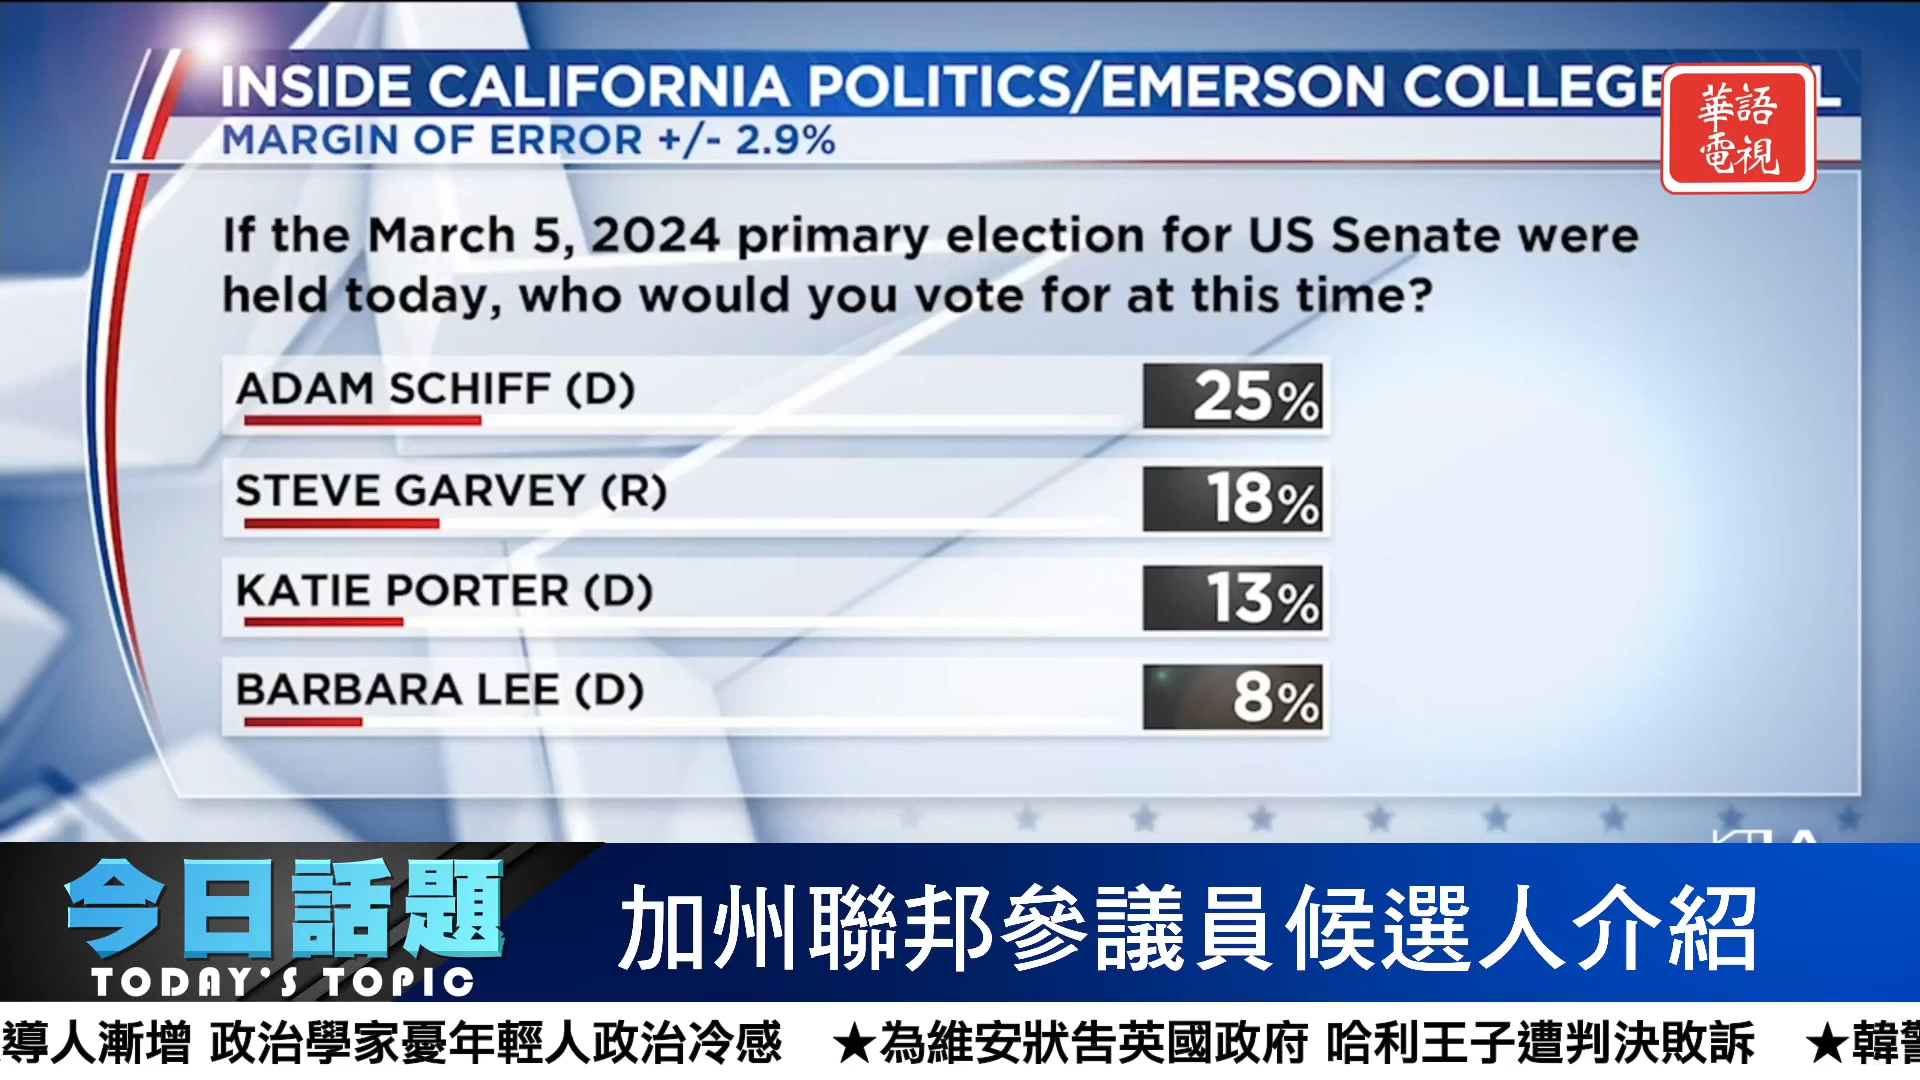 INSIDE CALIFORNIA POLITICS/EMERSON COLLEGE
華語
電視
MARGIN OF ERROR +/- 2.9%
If the March 5, 2024 primary election for US Senate were
held today, who would you vote for at this time?
ADAM SCHIFF (D) 25%
STEVE GARVEY (R) 18%
KATIE PORTER (D) 13%
BARBARA LEE (D) 8%
今日話題
TODAY'S TOPIC
加州聯邦參議員候選人介紹
導人漸增 政治學家憂年輕人政治冷感 ★為維安狀告英國政府 哈利王子遭判決敗訴 ★韓